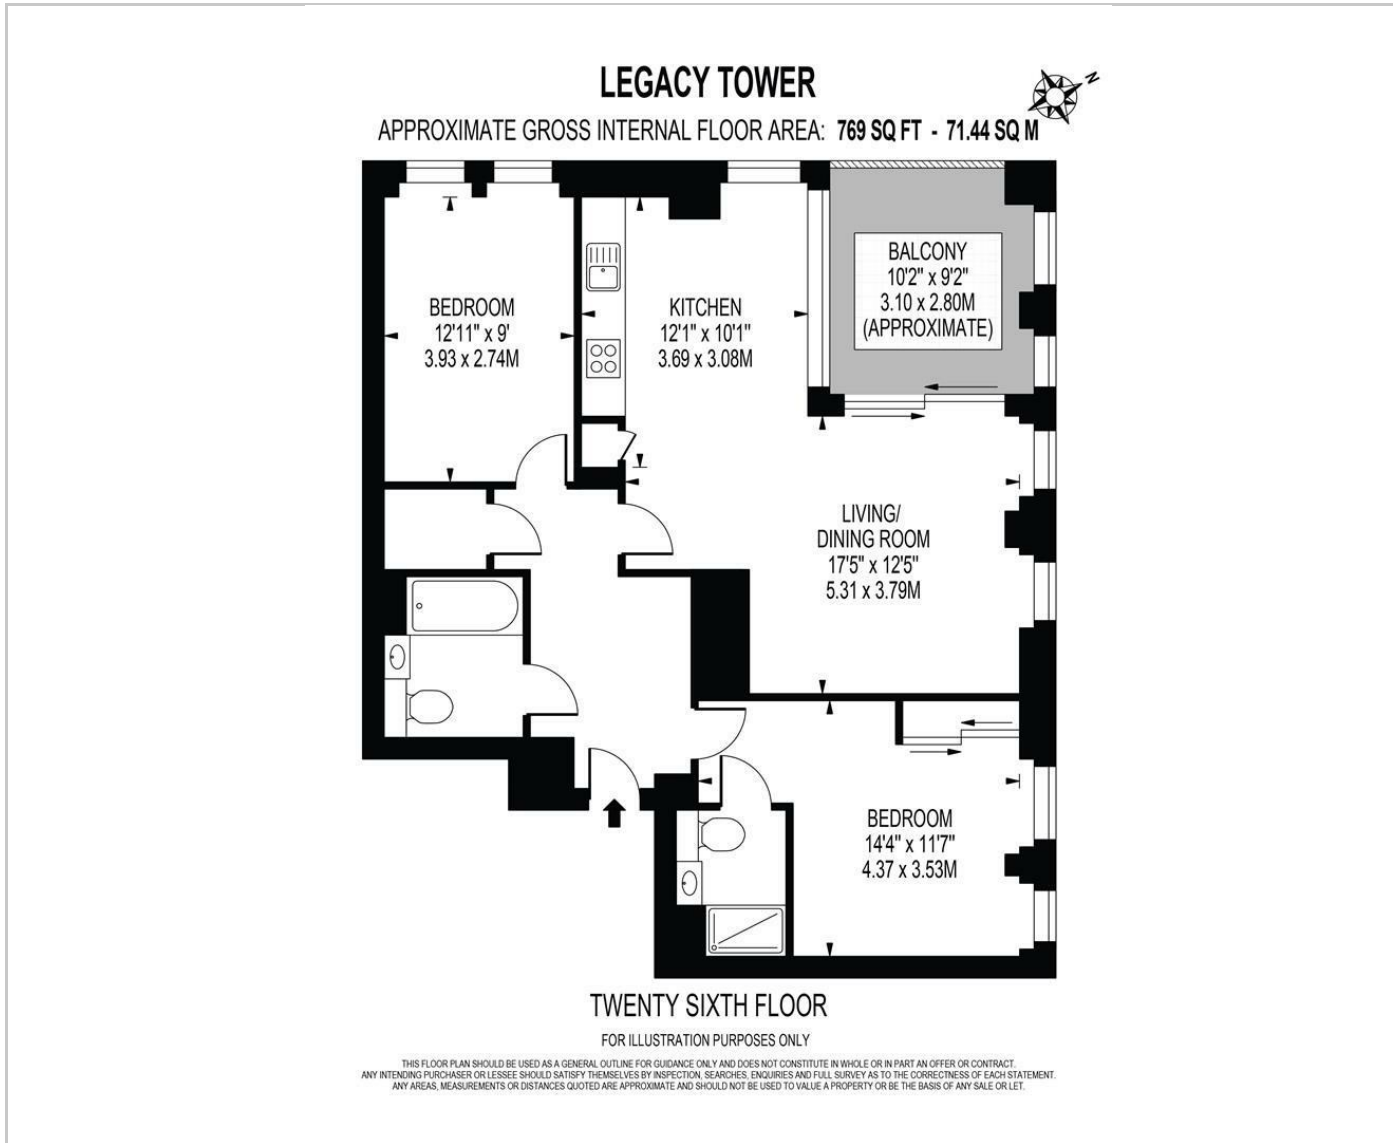 LEGACY TOWER
N
APPROXIMATE GROSS INTERNAL FLOOR AREA: 769 SQ FT - 71.44 SQ M
BALCONY
10'2" x 9'2"
3.10 x 2.80M
(APPROXIMATE)
BEDROOM
12'11" x 9'
3.93 x 2.74M
KITCHEN
12'1" x 10'1"
3.69 x 3.08M
LIVING/
DINING ROOM
17'5" x 12'5"
5.31 x 3.79M
BEDROOM
14'4" x 11'7"
4.37 x 3.53M
TWENTY SIXTH FLOOR
FOR ILLUSTRATION PURPOSES ONLY
THIS FLOOR PLAN SHOULD BE USED AS A GENERAL OUTLINE FOR GUIDANCE ONLY AND DOES NOT CONSTITUTE IN WHOLE OR IN PART AN OFFER OR CONTRACT.
ANY INTENDING PURCHASER OR LESSEE SHOULD SATISFY THEMSELVES BY INSPECTION, SEARCHES, ENQUIRIES AND FULL SURVEY AS TO THE CORRECTNESS OF EACH STATEMENT.
ANY AREAS, MEASUREMENTS OR DISTANCES QUOTED ARE APPROXIMATE AND SHOULD NOT BE USED TO VALUE A PROPERTY OR BE THE BASIS OF ANY SALE OR LET.